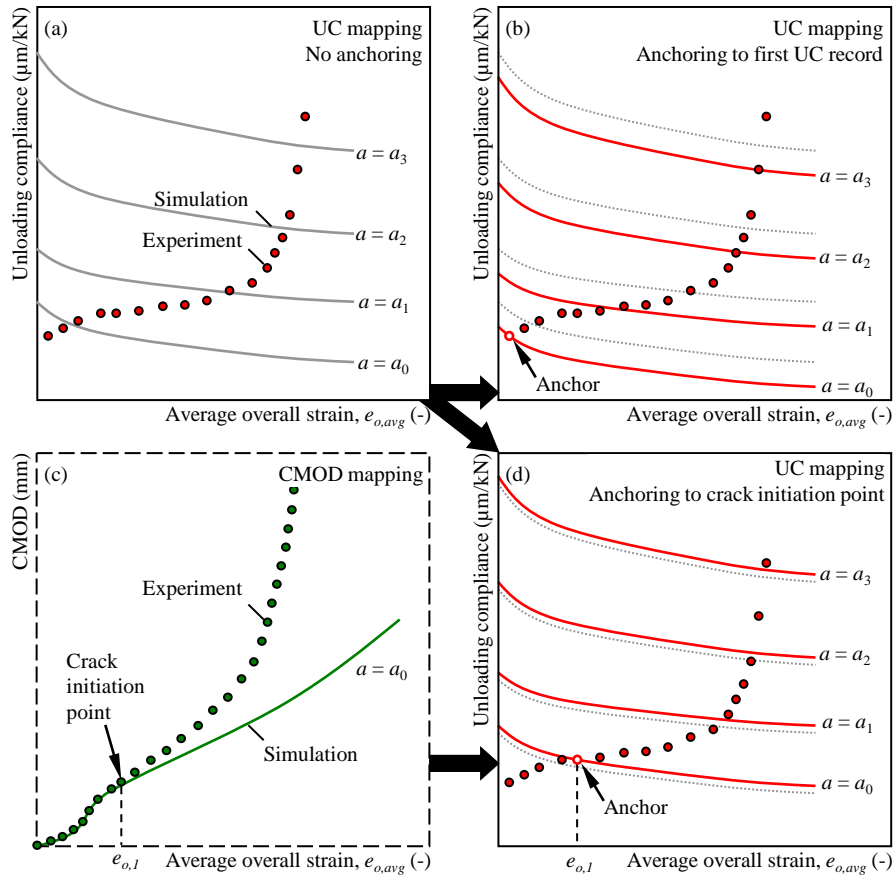 (a)
UC mapping
No anchoring
Unloading compliance (μm/kN)
a = a3
Simulation
a = a2
Experiment
a = a1
a = a0
Average overall strain, eo,avg (-)
(b)
UC mapping
Anchoring to first UC record
Unloading compliance (μm/kN)
a = a3
a = a2
a = a1
Anchor
a = a0
Average overall strain, eo,avg (-)
(c)
CMOD mapping
CMOD (mm)
Experiment
a = a0
Crack
initiation
point
Simulation
eo,1
Average overall strain, eo,avg (-)
(d)
UC mapping
Anchoring to crack initiation point
Unloading compliance (μm/kN)
a = a3
a = a2
a = a1
a = a0
Anchor
eo,1
Average overall strain, eo,avg (-)